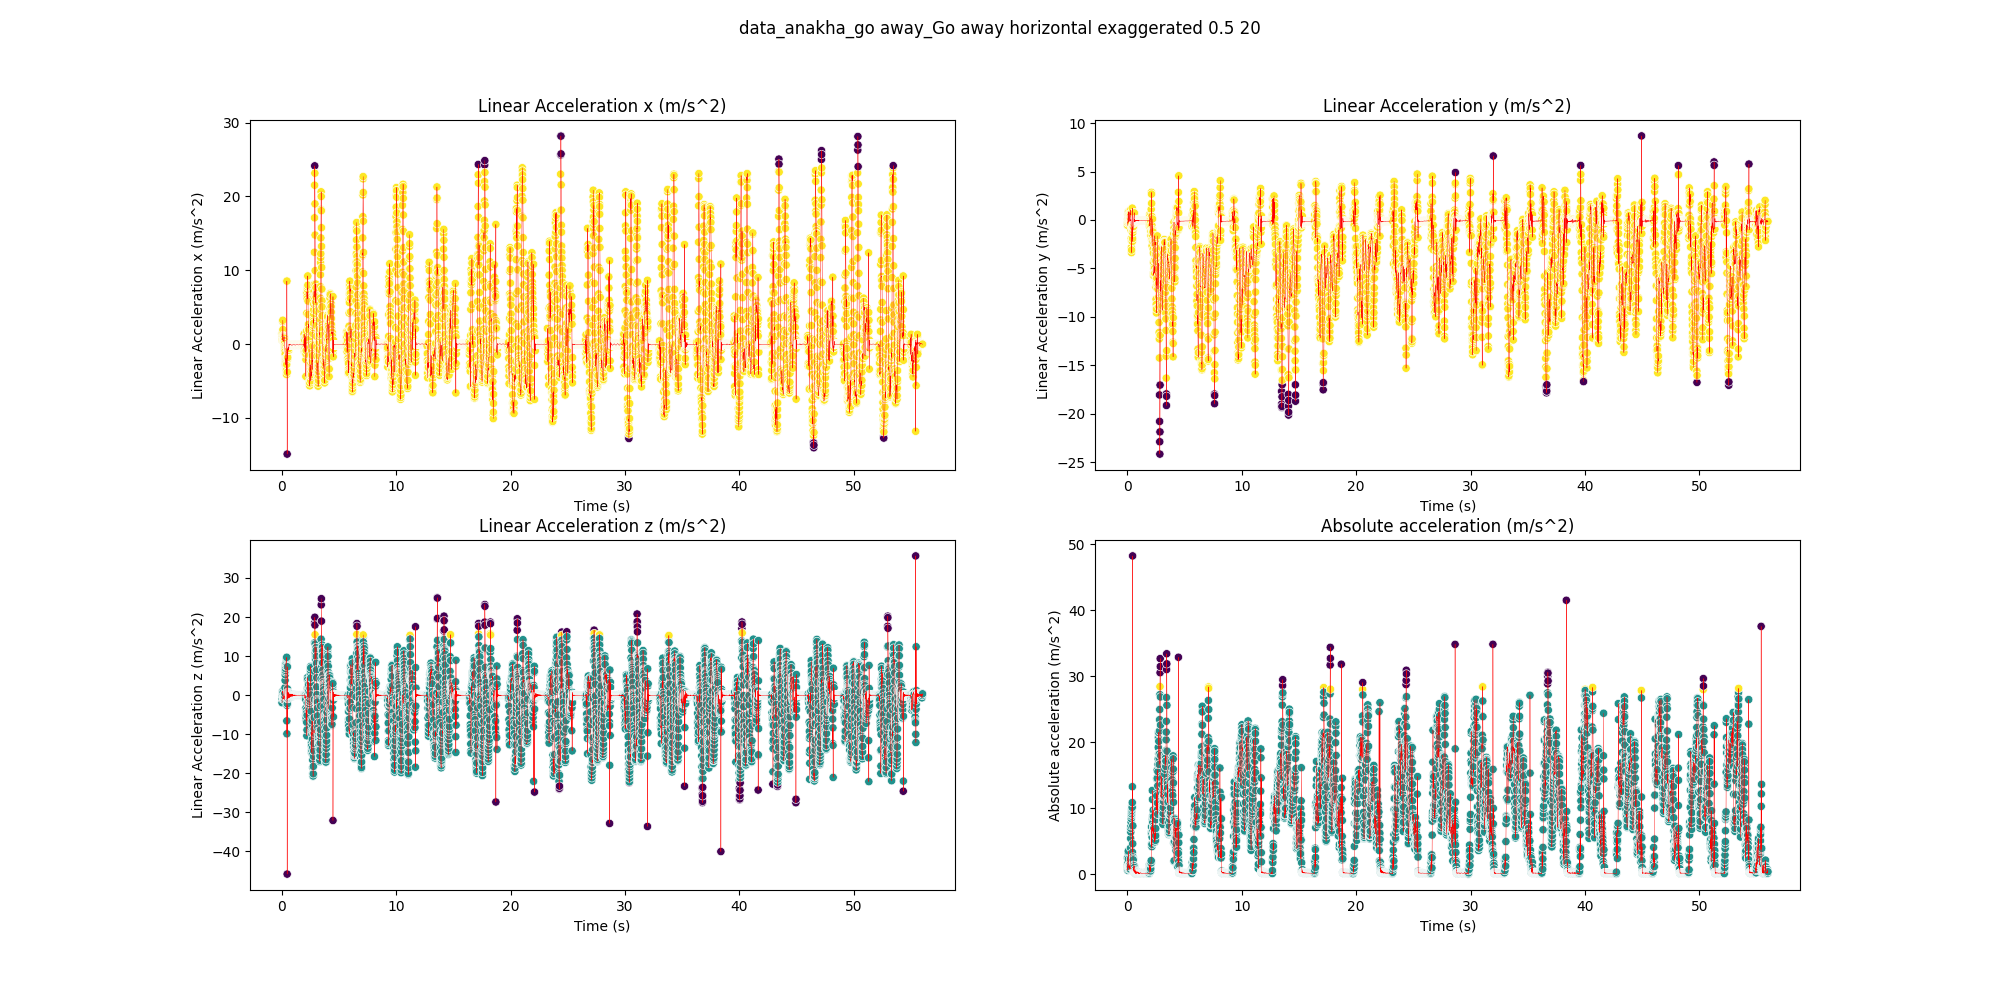 data_anakha_go away_Go away horizontal exaggerated 0.5 20
Linear Acceleration x (m/s^2)
Linear Acceleration x (m/s^2)
30
20
10
0
−10
0 10 20 30 40 50
Time (s)
Linear Acceleration y (m/s^2)
Linear Acceleration y (m/s^2)
10
5
0
−5
−10
−15
−20
−25
0 10 20 30 40 50
Time (s)
Linear Acceleration z (m/s^2)
Linear Acceleration z (m/s^2)
30
20
10
0
−10
−20
−30
−40
0 10 20 30 40 50
Time (s)
Absolute acceleration (m/s^2)
Absolute acceleration (m/s^2)
50
40
30
20
10
0
0 10 20 30 40 50
Time (s)